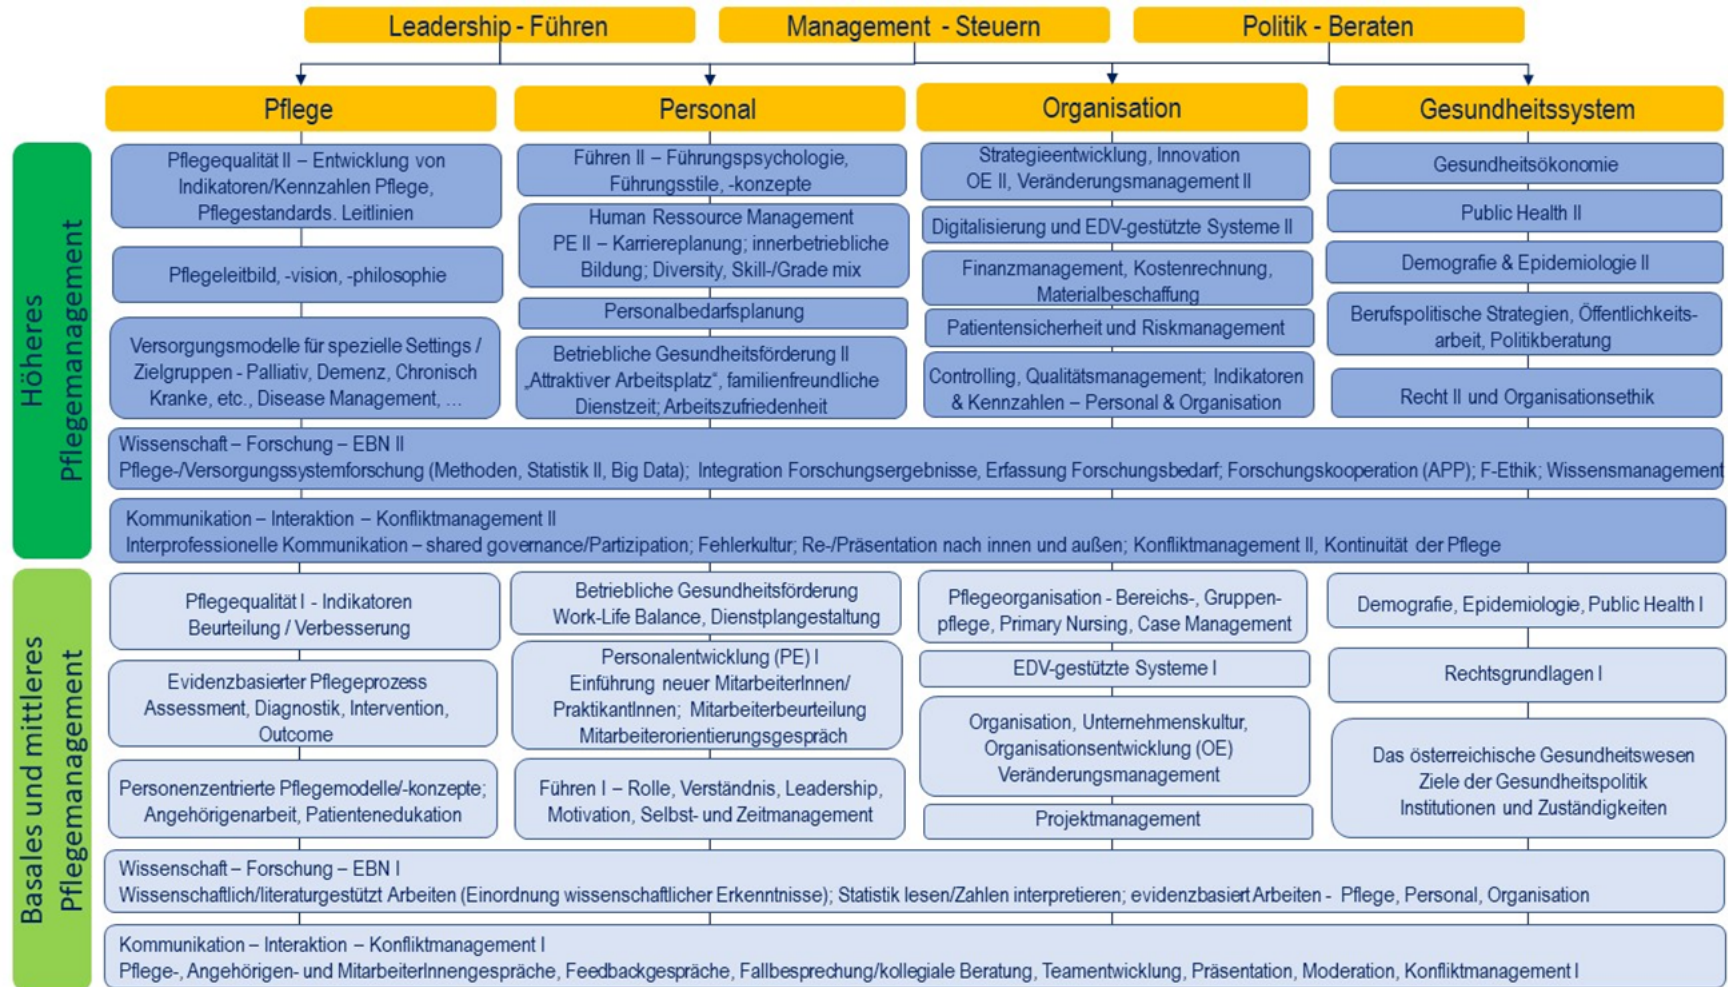 Leadership - Führen
Management - Steuern
Politik - Beraten
Pflege
Personal
Organisation
Gesundheitssystem
Höheres
Pflegemanagement
Pflegequalität II – Entwicklung von
Indikatoren/Kennzahlen Pflege,
Pflegestandards. Leitlinien
Pflegeleitbild, -vision, -philosophie
Versorgungsmodelle für spezielle Settings /
Zielgruppen - Palliativ, Demenz, Chronisch
Kranke, etc., Disease Management, …
Führen II – Führungspsychologie,
Führungsstile, -konzepte
Human Ressource Management
PE II – Karriereplanung; innerbetriebliche
Bildung; Diversity, Skill-/Grade mix
Personalbedarfsplanung
Betriebliche Gesundheitsförderung II
„Attraktiver Arbeitsplatz“, familienfreundliche
Dienstzeit; Arbeitszufriedenheit
Strategieentwicklung, Innovation
OE II, Veränderungsmanagement II
Digitalisierung und EDV-gestützte Systeme II
Finanzmanagement, Kostenrechnung,
Materialbeschaffung
Patientensicherheit und Riskmanagement
Controlling, Qualitätsmanagement; Indikatoren
& Kennzahlen – Personal & Organisation
Gesundheitsökonomie
Public Health II
Demografie & Epidemiologie II
Berufspolitische Strategien, Öffentlichkeits-
arbeit, Politikberatung
Recht II und Organisationsethik
Wissenschaft – Forschung – EBN II
Pflege-/Versorgungssystemforschung (Methoden, Statistik II, Big Data); Integration Forschungsergebnisse, Erfassung Forschungsbedarf; Forschungskooperation (APP); F-Ethik; Wissensmanagement
Kommunikation – Interaktion – Konfliktmanagement II
Interprofessionelle Kommunikation – shared governance/Partizipation; Fehlerkultur; Re-/Präsentation nach innen und außen; Konfliktmanagement II, Kontinuität der Pflege
Basales und mittleres
Pflegemanagement
Pflegequalität I - Indikatoren
Beurteilung / Verbesserung
Evidenzbasierter Pflegeprozess
Assessment, Diagnostik, Intervention,
Outcome
Personenzentrierte Pflegemodelle/-konzepte;
Angehörigenarbeit, Patientenedukation
Betriebliche Gesundheitsförderung
Work-Life Balance, Dienstplangestaltung
Personalentwicklung (PE) I
Einführung neuer MitarbeiterInnen/
PraktikantInnen; Mitarbeiterbeurteilung
Mitarbeiterorientierungsgespräch
Führen I – Rolle, Verständnis, Leadership,
Motivation, Selbst- und Zeitmanagement
Pflegeorganisation - Bereichs-, Gruppen-
pflege, Primary Nursing, Case Management
EDV-gestützte Systeme I
Organisation, Unternehmenskultur,
Organisationsentwicklung (OE)
Veränderungsmanagement
Projektmanagement
Demografie, Epidemiologie, Public Health I
Rechtsgrundlagen I
Das österreichische Gesundheitswesen
Ziele der Gesundheitspolitik
Institutionen und Zuständigkeiten
Wissenschaft – Forschung – EBN I
Wissenschaftlich/literaturgestützt Arbeiten (Einordnung wissenschaftlicher Erkenntnisse); Statistik lesen/Zahlen interpretieren; evidenzbasiert Arbeiten - Pflege, Personal, Organisation
Kommunikation – Interaktion – Konfliktmanagement I
Pflege-, Angehörigen- und MitarbeiterInnengespräche, Feedbackgespräche, Fallbesprechung/kollegiale Beratung, Teamentwicklung, Präsentation, Moderation, Konfliktmanagement I